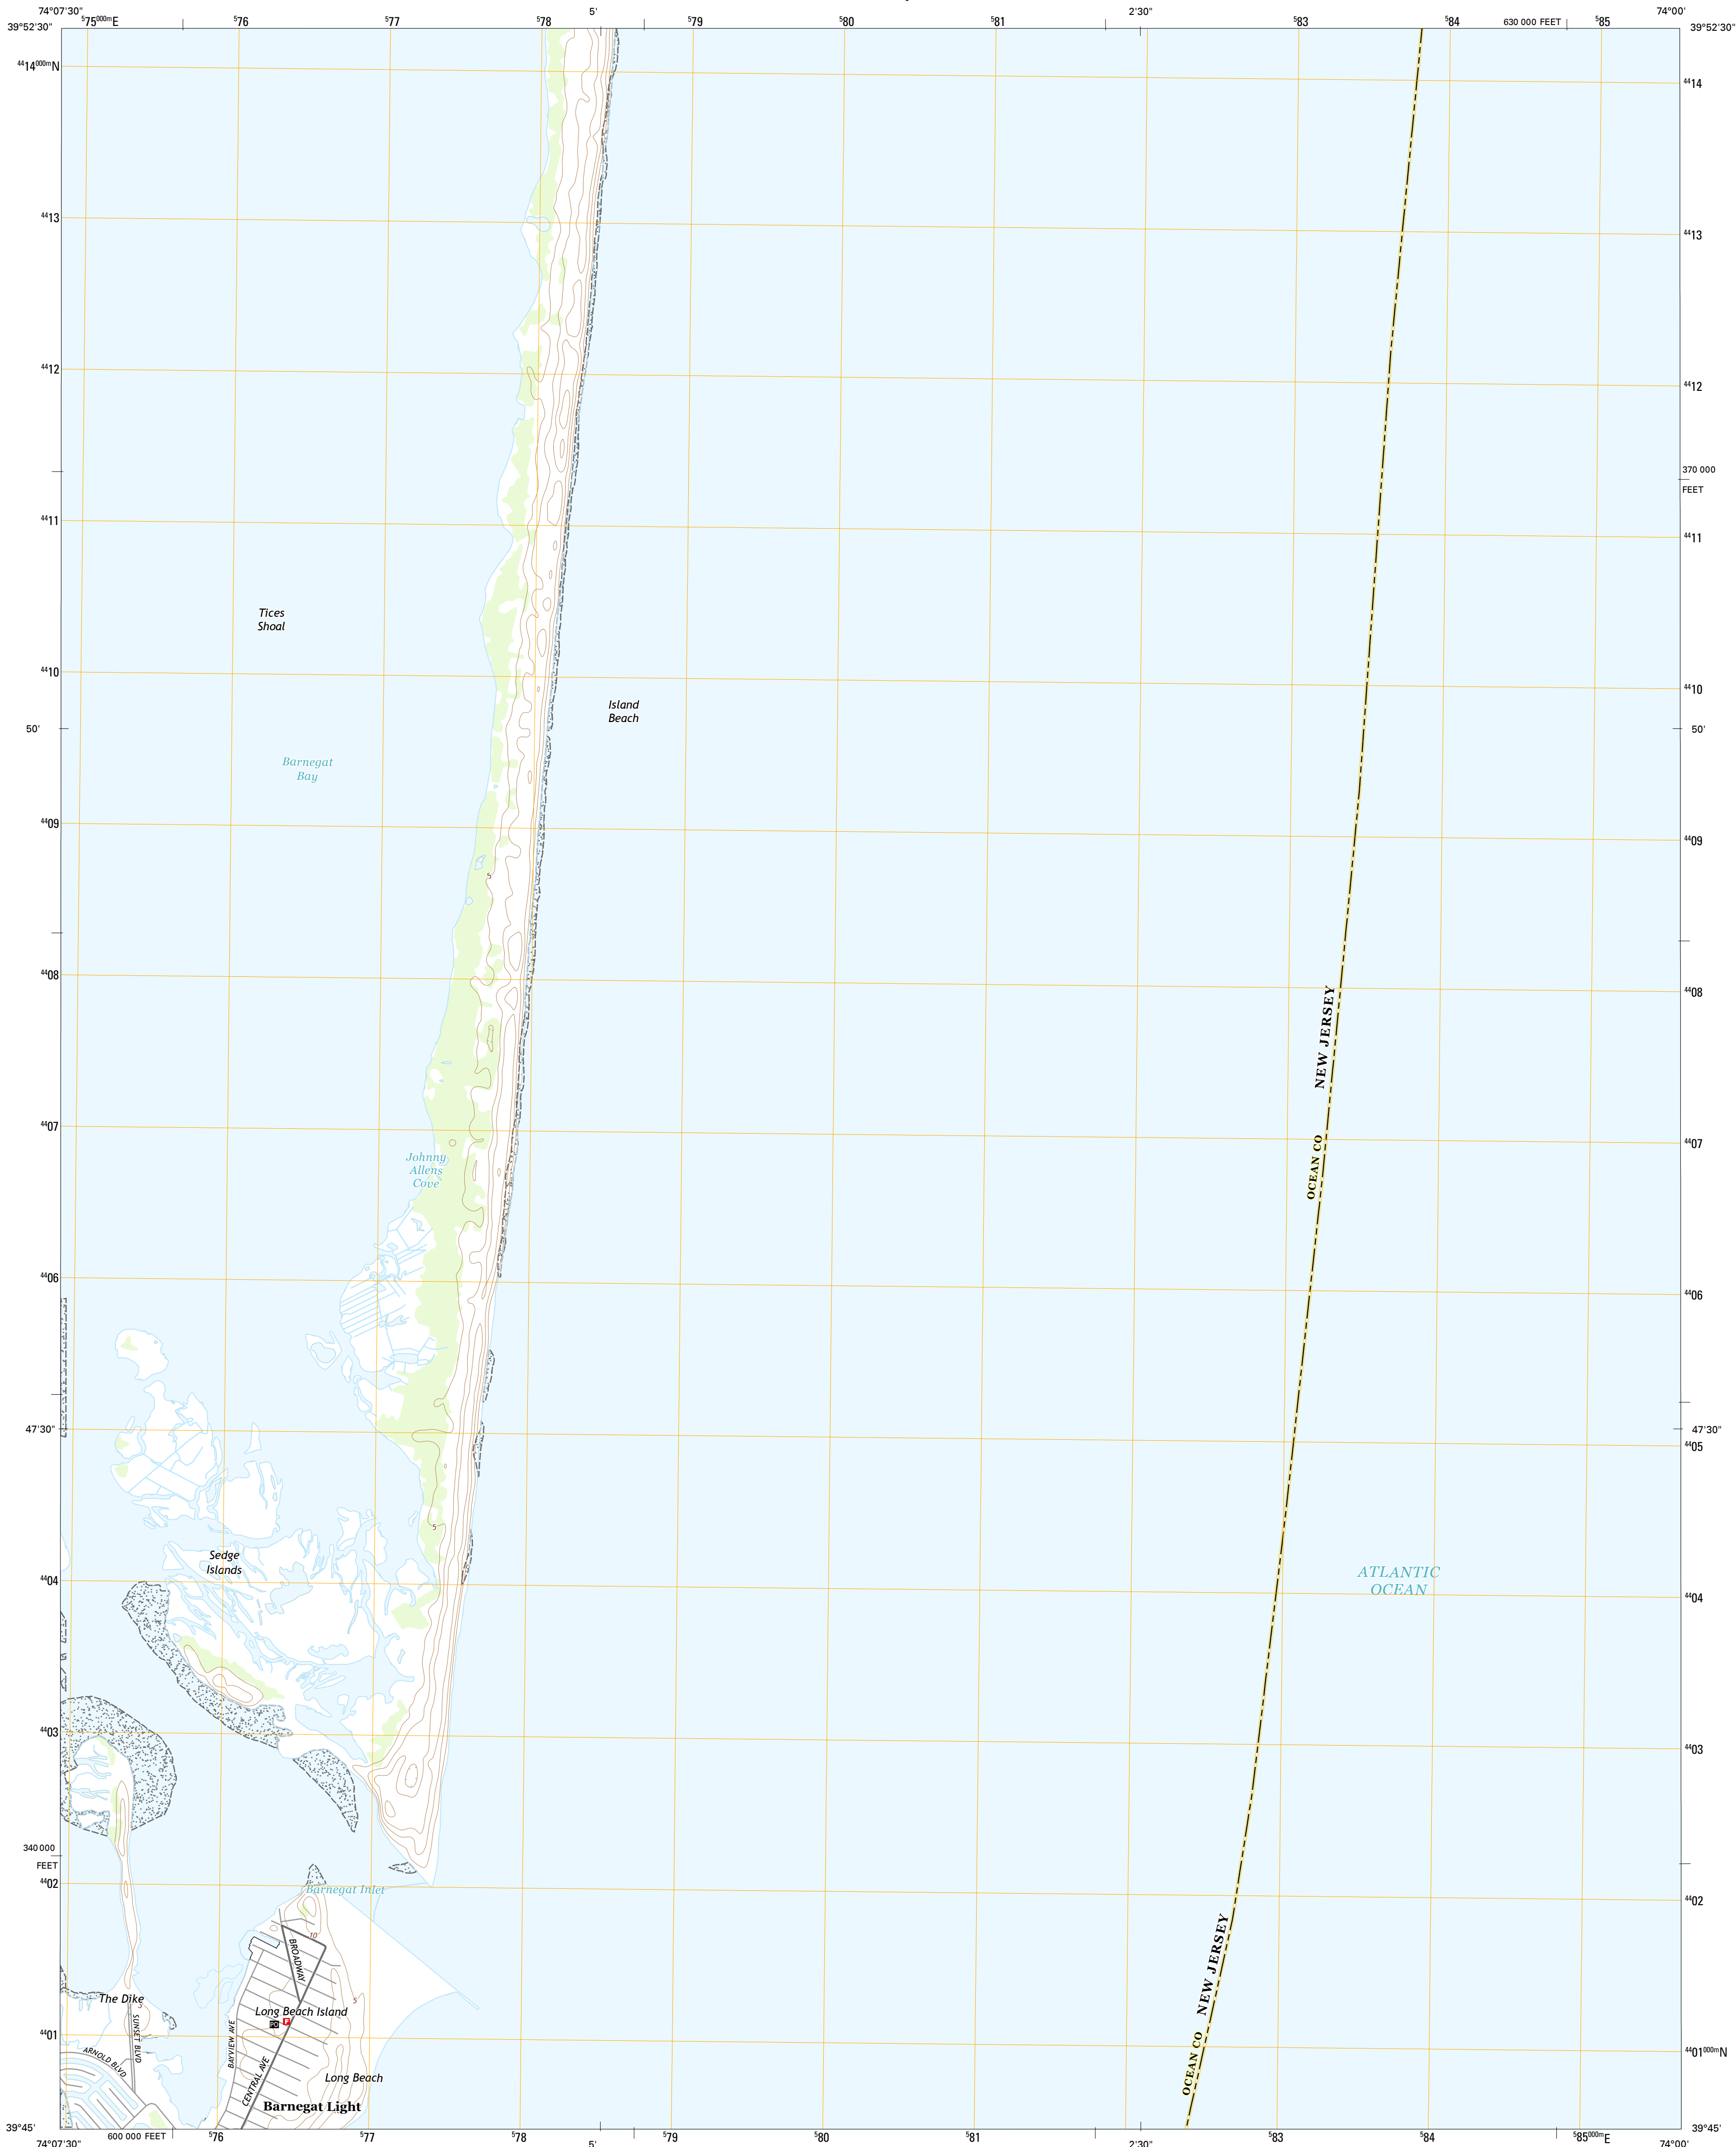 74°07'30"
5'
2'30"
74°00'
39°52'30"
⁵75⁰⁰⁰ᵐE
⁵76
⁵77
⁵78
⁵79
⁵80
⁵81
⁵83
⁵84
630 000 FEET
⁵85
39°52'30"
⁴⁴14⁰⁰⁰ᵐN
⁴⁴14
⁴⁴13
⁴⁴13
⁴⁴12
⁴⁴12
370 000
FEET
⁴⁴11
⁴⁴11
Tices
Shoal
⁴⁴10
⁴⁴10
Island
Beach
50'
50'
Barnegat
Bay
⁴⁴09
⁴⁴09
5
⁴⁴08
⁴⁴08
NEW JERSEY
⁴⁴07
⁴⁴07
OCEAN CO
Johnny
Allens
Cove
⁴⁴06
⁴⁴06
47'30"
47'30"
⁴⁴05
5
Sedge
Islands
ATLANTIC
OCEAN
⁴⁴04
⁴⁴04
⁴⁴03
⁴⁴03
340 000
FEET
⁴⁴02
⁴⁴02
Barnegat Inlet
10
BROADWAY
NEW JERSEY
The Dike
5
5
Long Beach Island
PO
F
SUNSET BLVD
BAYVIEW AVE
⁴⁴01
⁴⁴01⁰⁰⁰ᵐN
ARNOLD BLVD
CENTRAL AVE
OCEAN CO
Long Beach
Barnegat Light
39°45'
39°45'
600 000 FEET
⁵76
⁵77
⁵78
⁵79
⁵80
⁵81
⁵83
⁵84
⁵85⁰⁰⁰ᵐE
74°07'30"
5'
2'30"
74°00'